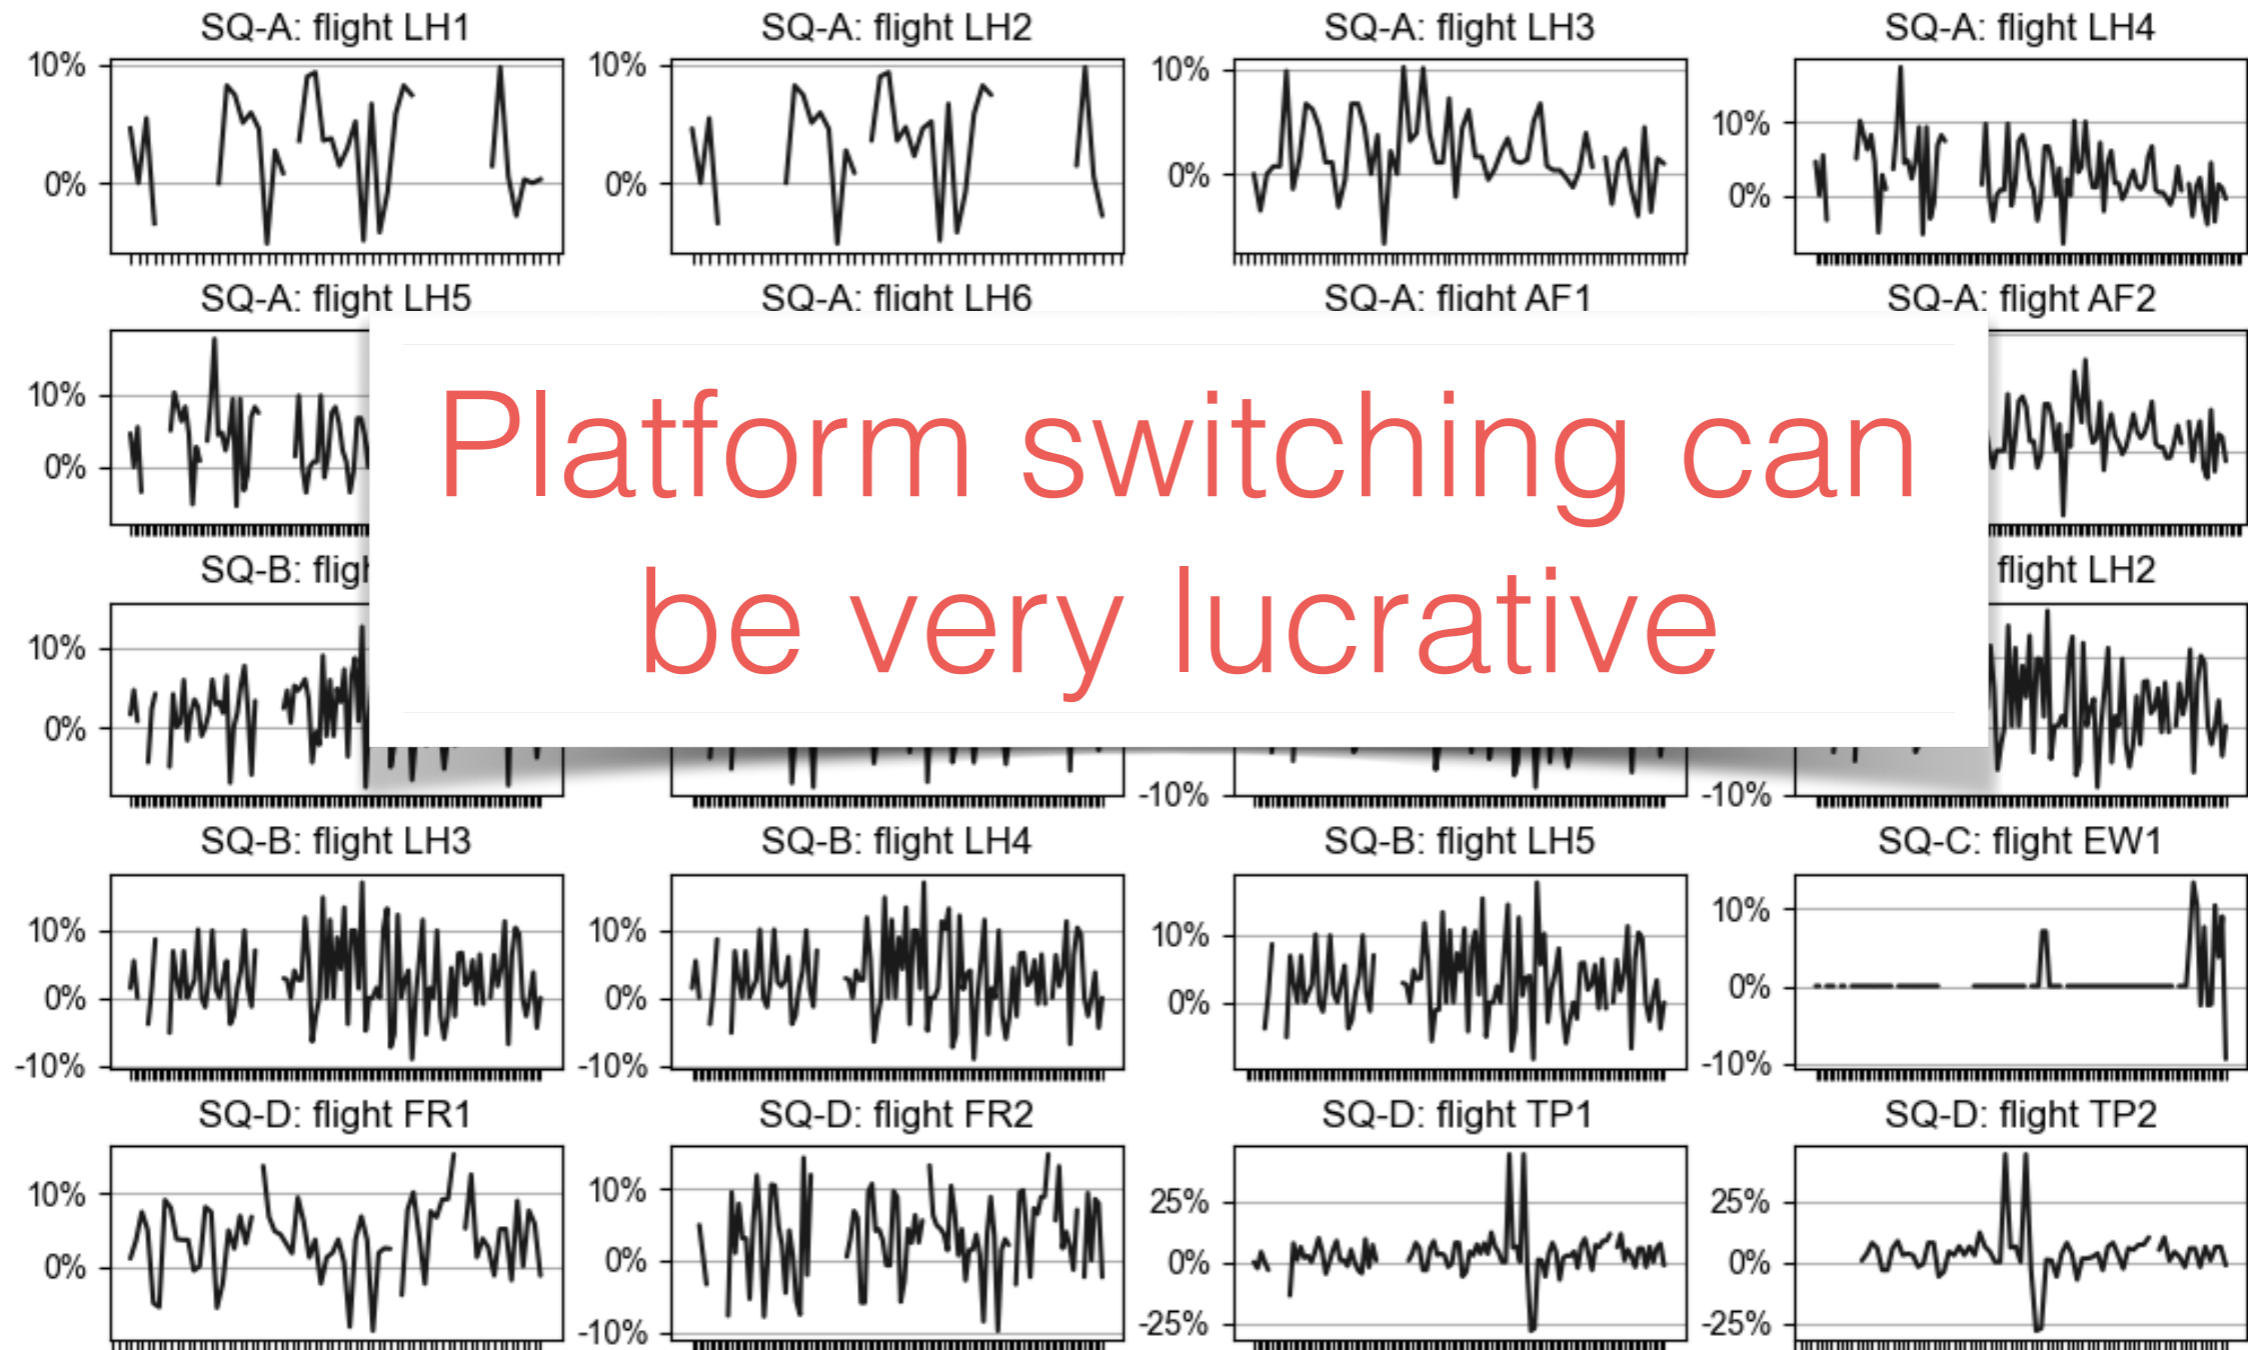 SQ-A: flight LH1
SQ-A: flight LH2
SQ-A: flight LH3
SQ-A: flight LH4
10%
0%
10%
0%
10%
0%
10%
0%
SQ-A: flight LH5
SQ-A: flight LH6
SQ-A: flight AF1
SQ-A: flight AF2
10%
0%
Platform switching can
be very lucrative
SQ-B:
flight LH2
10%
0%
-10%
-10%
SQ-B: flight LH3
SQ-B: flight LH4
SQ-B: flight LH5
SQ-C: flight EW1
10%
0%
-10%
10%
0%
-10%
10%
0%
10%
0%
-10%
SQ-D: flight FR1
SQ-D: flight FR2
SQ-D: flight TP1
SQ-D: flight TP2
10%
0%
10%
0%
-10%
25%
0%
-25%
25%
0%
-25%